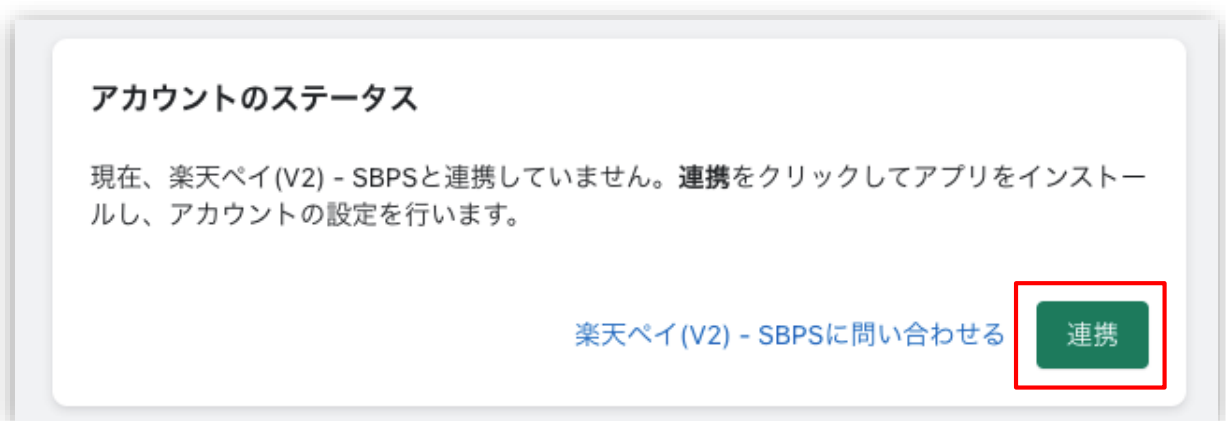 アカウントのステータス
現在、楽天ペイ(V2) – SBPSと連携していません。連携をクリックしてアプリをインストー
ルし、アカウントの設定を行います。
楽天ペイ(V2) – SBPSに問い合わせる 連携